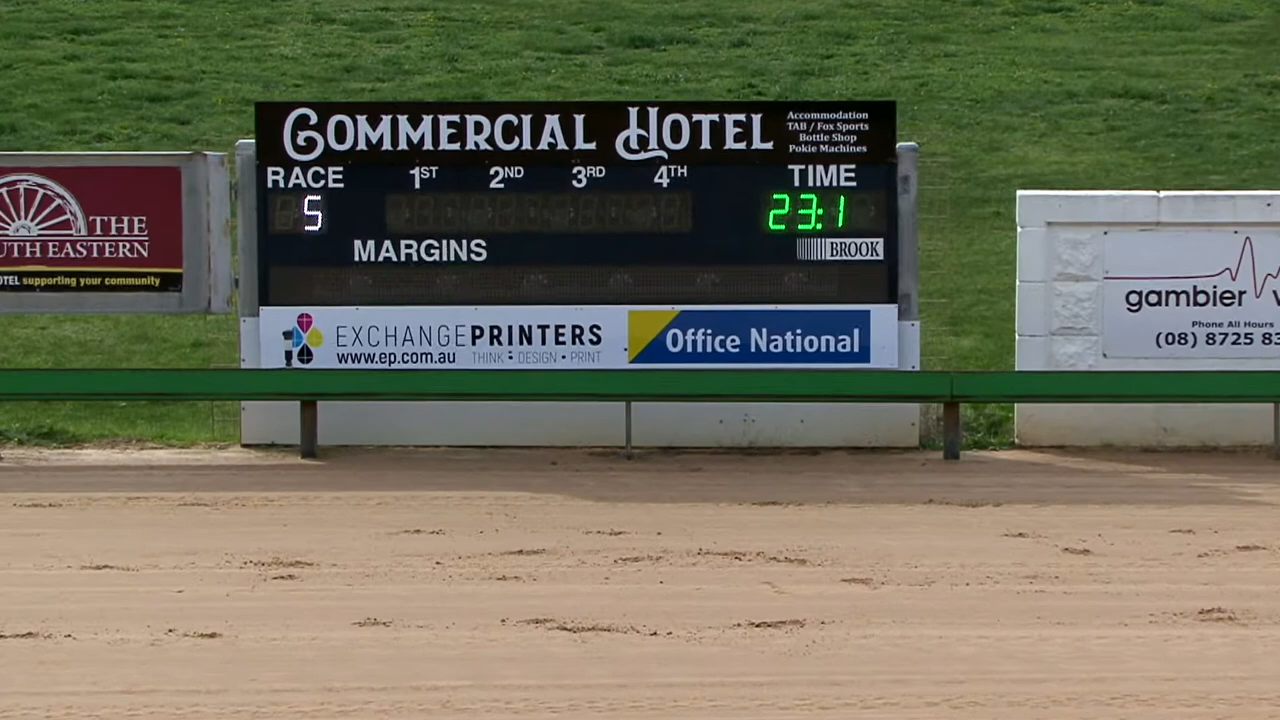 COMMERCIAL HOTEL
Accommodation
TAB / Fox Sports
Bottle Shop
Pokie Machines
RACE 1ST 2ND 3RD 4TH TIME
5 23:1
MARGINS BROOK
EXCHANGEPRINTERS
www.ep.com.au THINK : DESIGN • PRINT
Office National
THE
UTH EASTERN
OTEL supporting your community
gambier v
Phone All Hours
(08) 8725 83